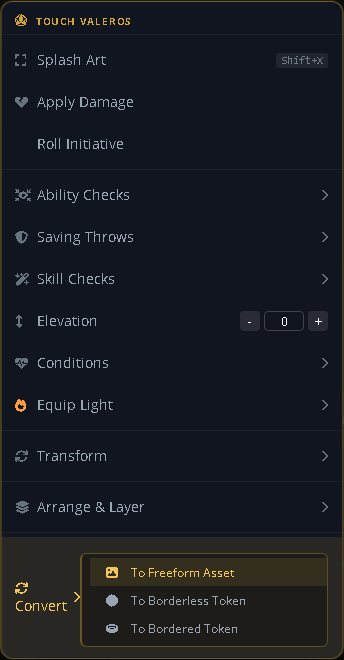 TOUCH VALEROS
Splash Art Shift+X
Apply Damage
Roll Initiative
Ability Checks
Saving Throws
Skill Checks
Elevation - 0 +
Conditions
Equip Light
Transform
Arrange & Layer
Convert
To Freeform Asset
To Borderless Token
To Bordered Token